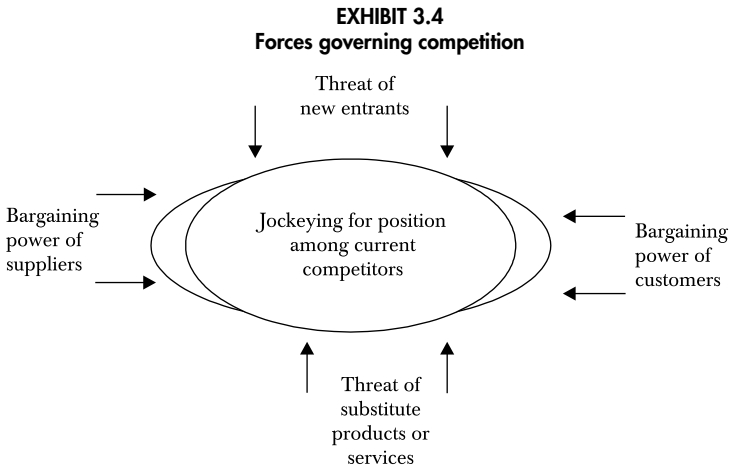 EXHIBIT 3.4
Forces governing competition
Threat of
new entrants
Bargaining
power of
suppliers
Jockeying for position
among current
competitors
Bargaining
power of
customers
Threat of
substitute
products or
services